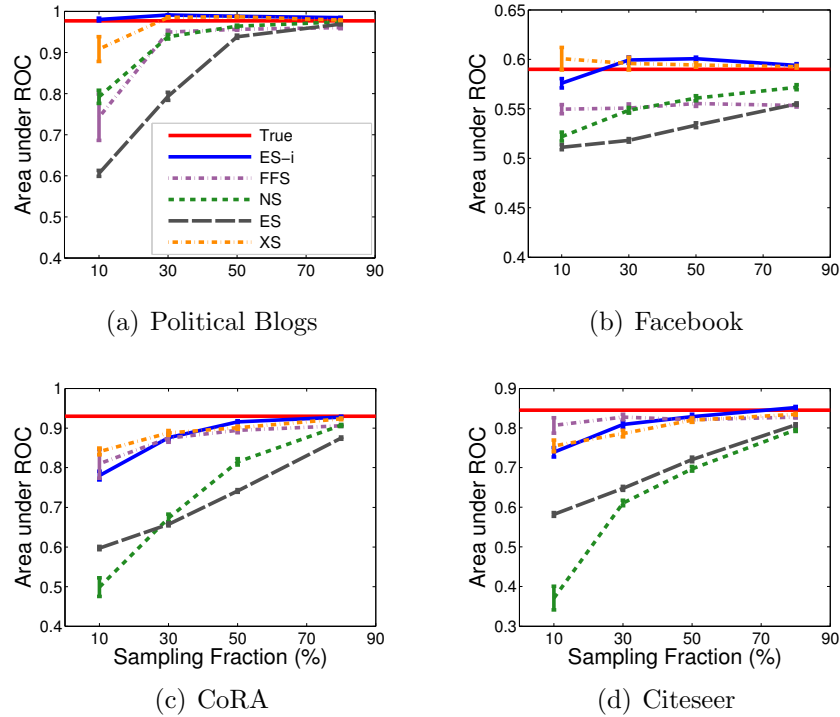 Area under ROC
1
0.9
0.8
0.7
0.6
0.5
0.4
10 30 50 70 90
True
ES-i
FFS
NS
ES
XS
(a) Political Blogs
Area under ROC
0.65
0.6
0.55
0.5
0.45
0.4
10 30 50 70 90
(b) Facebook
Area under ROC
1
0.9
0.8
0.7
0.6
0.5
0.4
10 30 50 70 90
Sampling Fraction (%)
(c) CoRA
Area under ROC
0.9
0.8
0.7
0.6
0.5
0.4
0.3
10 30 50 70 90
Sampling Fraction (%)
(d) Citeseer